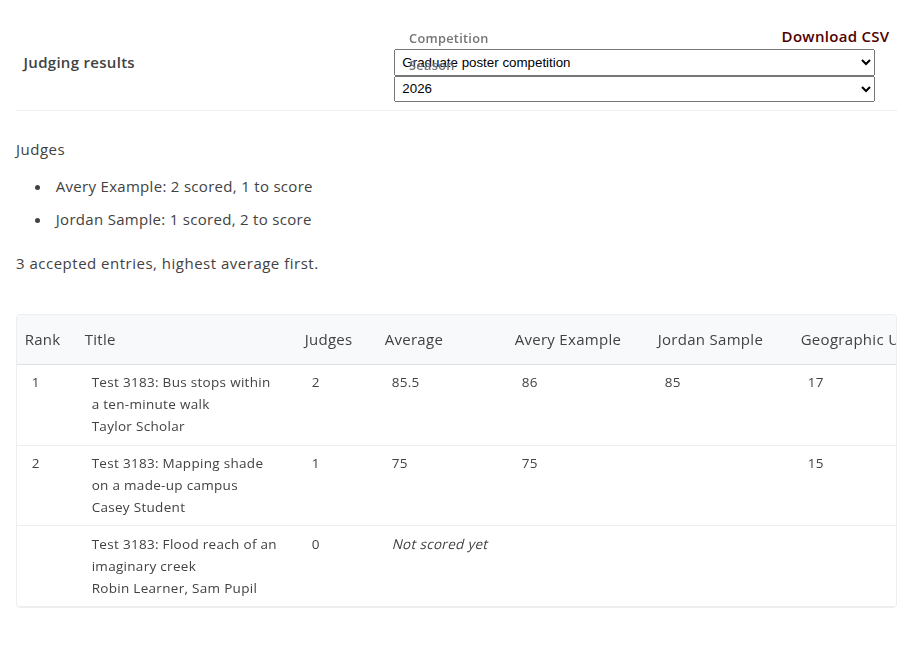 Competition
Download CSV
Judging results
Graduate poster competition
Season
2026
Judges
Avery Example: 2 scored, 1 to score
Jordan Sample: 1 scored, 2 to score
3 accepted entries, highest average first.
Rank Title Judges Average Avery Example Jordan Sample Geographic U
1 Test 3183: Bus stops within 2 85.5 86 85 17
a ten-minute walk
Taylor Scholar
2 Test 3183: Mapping shade 1 75 75 15
on a made-up campus
Casey Student
Test 3183: Flood reach of an 0 Not scored yet
imaginary creek
Robin Learner, Sam Pupil